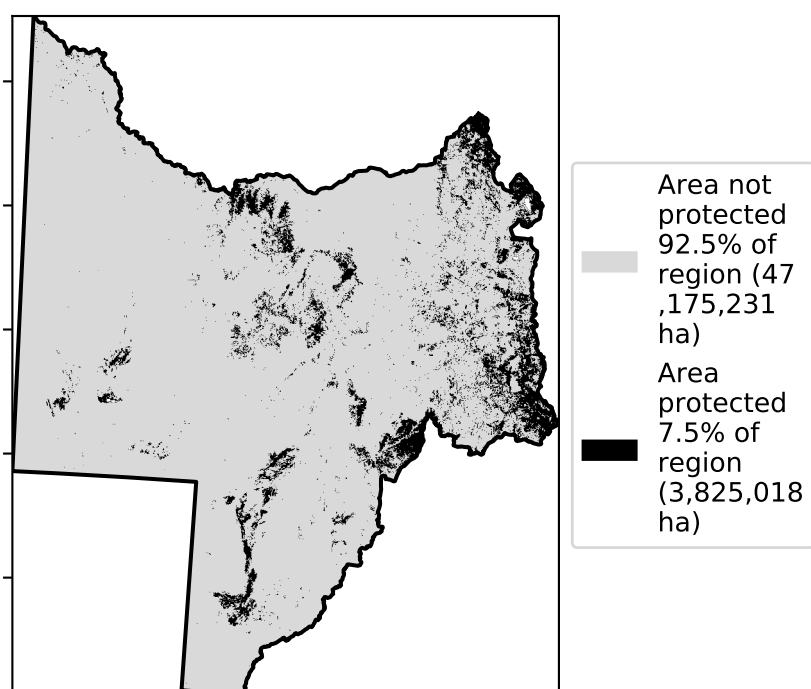 Area not
protected
92.5% of
region (47
,175,231
ha)
Area
protected
7.5% of
region
(3,825,018
ha)